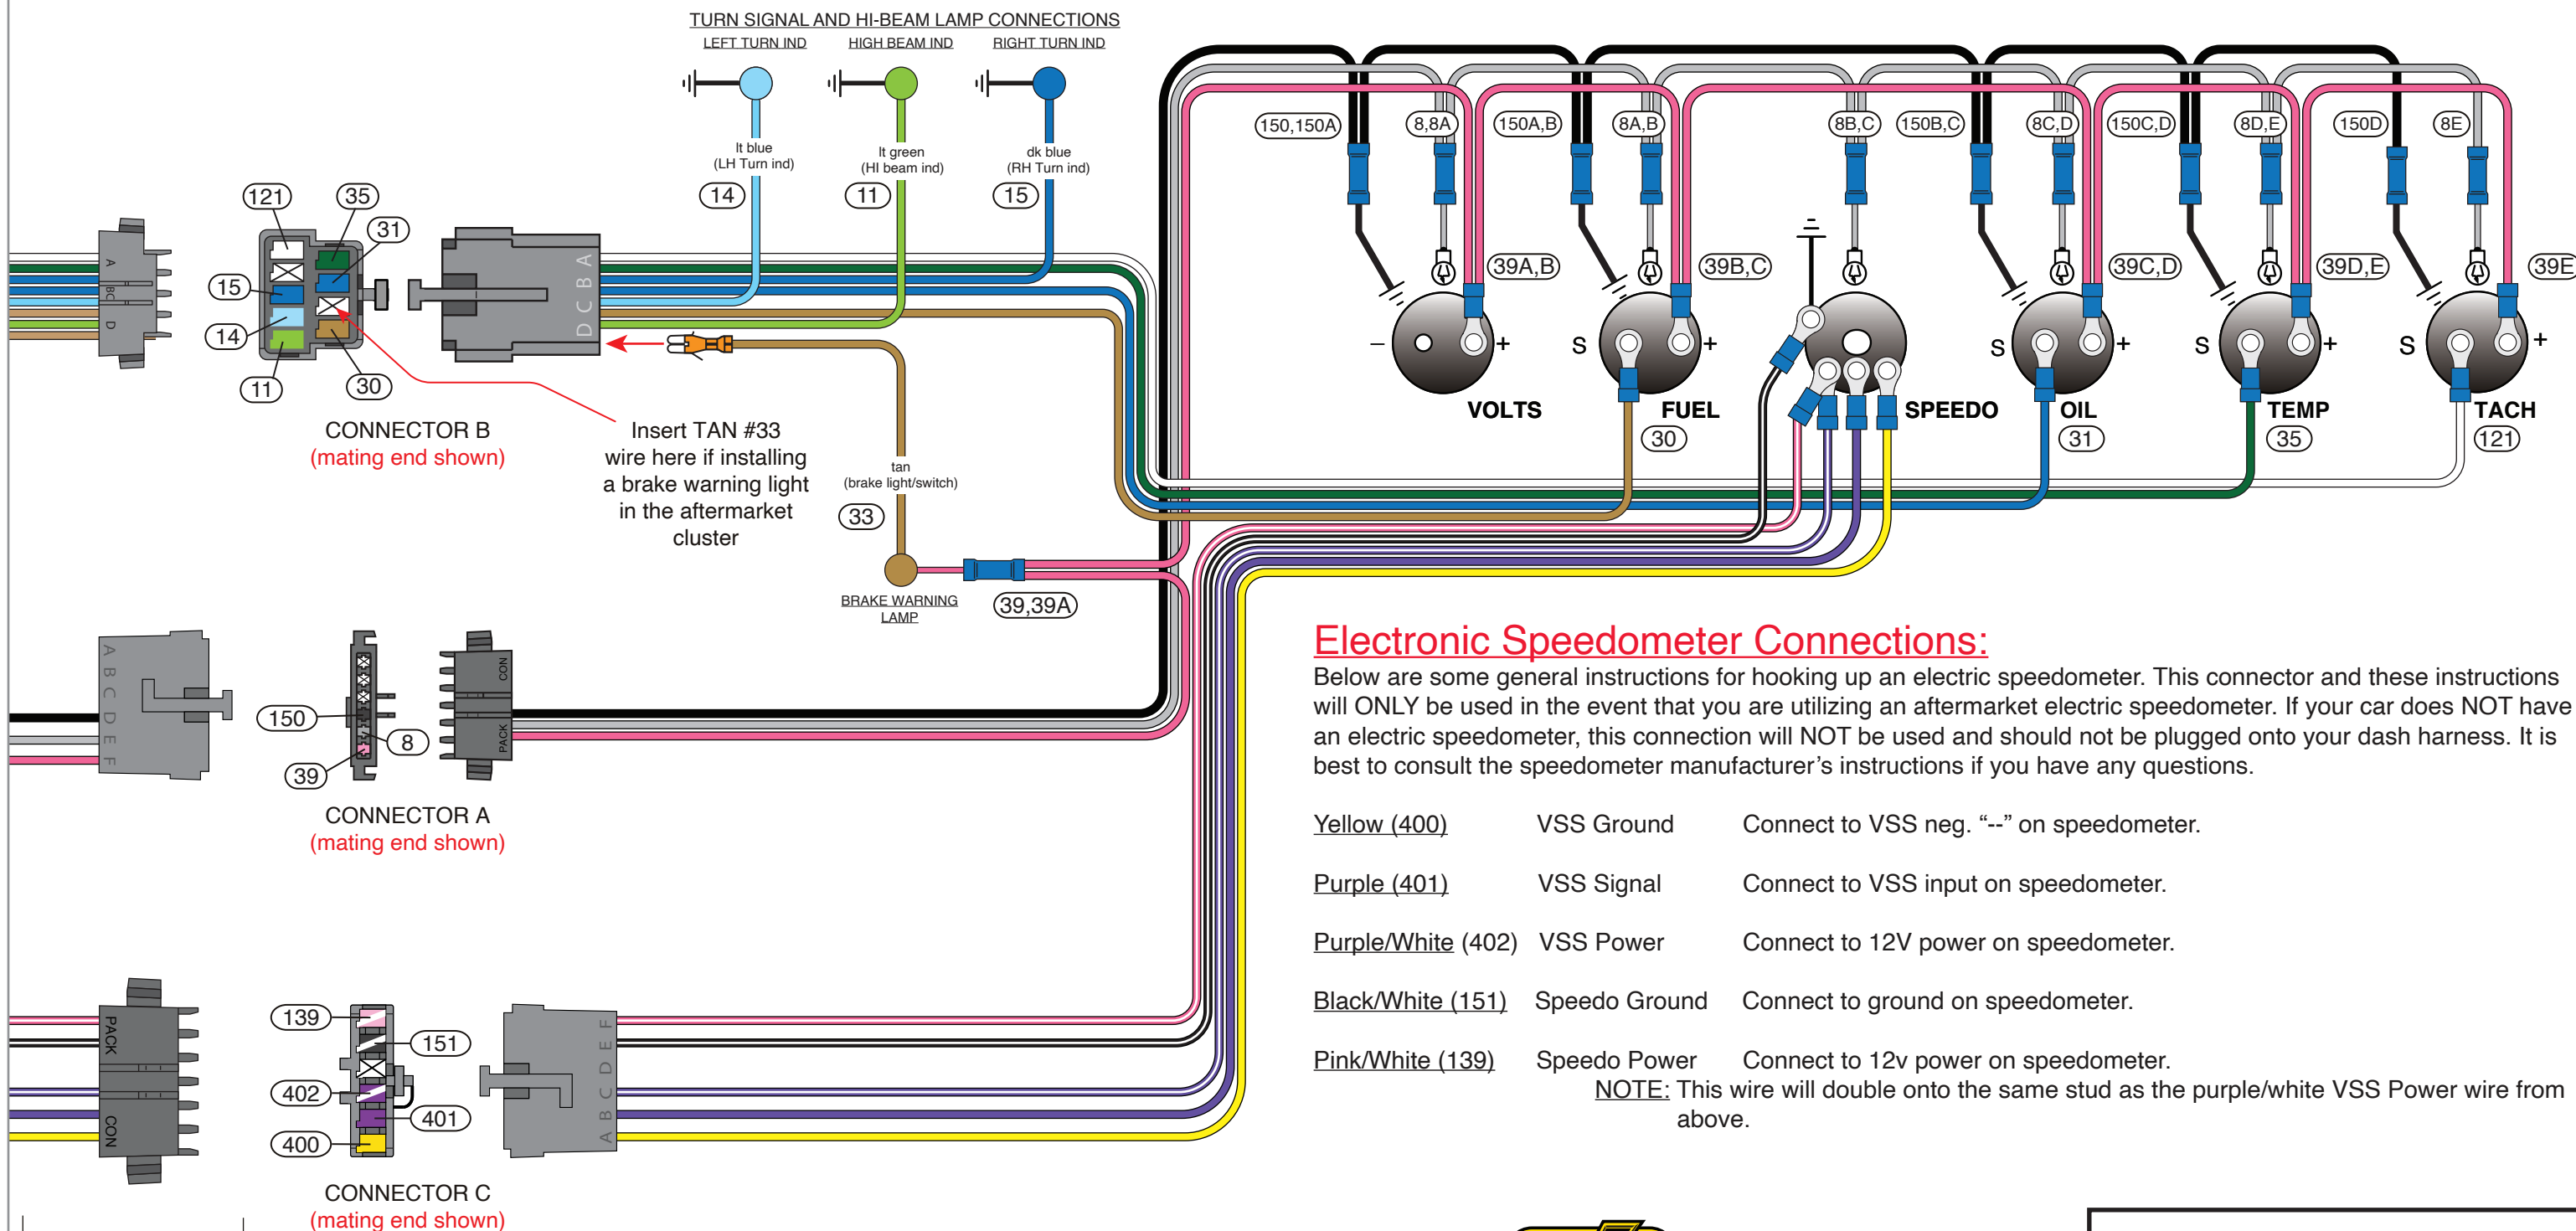 TURN SIGNAL AND HI-BEAM LAMP CONNECTIONS
LEFT TURN IND
HIGH BEAM IND
RIGHT TURN IND
lt blue
(LH Turn ind)
14
lt green
(HI beam ind)
11
dk blue
(RH Turn ind)
15
150,150A
8,8A
150A,B
8A,B
8B,C
150B,C
8C,D
150C,D
8D,E
150D
8E
39A,B
39B,C
39C,D
39D,E
39E
− +
S +
S +
S +
S +
VOLTS
FUEL
SPEEDO
OIL
TEMP
TACH
30
31
35
121
121
35
31
15
14
11
30
A
BC
D
D C B A
CONNECTOR B
(mating end shown)
Insert TAN #33
wire here if installing
a brake warning light
in the aftermarket
cluster
tan
(brake light/switch)
33
BRAKE WARNING
LAMP
39,39A
A B C D E F
150
8
39
CON
PACK
CONNECTOR A
(mating end shown)
Electronic Speedometer Connections:
Below are some general instructions for hooking up an electric speedometer. This connector and these instructions
will ONLY be used in the event that you are utilizing an aftermarket electric speedometer. If your car does NOT have
an electric speedometer, this connection will NOT be used and should not be plugged onto your dash harness. It is
best to consult the speedometer manufacturer’s instructions if you have any questions.
Yellow (400) VSS Ground Connect to VSS neg. “--” on speedometer.
Purple (401) VSS Signal Connect to VSS input on speedometer.
Purple/White (402) VSS Power Connect to 12V power on speedometer.
Black/White (151) Speedo Ground Connect to ground on speedometer.
Pink/White (139) Speedo Power Connect to 12v power on speedometer.
NOTE: This wire will double onto the same stud as the purple/white VSS Power wire from
above.
PACK
CON
139
151
402
401
400
A B C D E F
CONNECTOR C
(mating end shown)